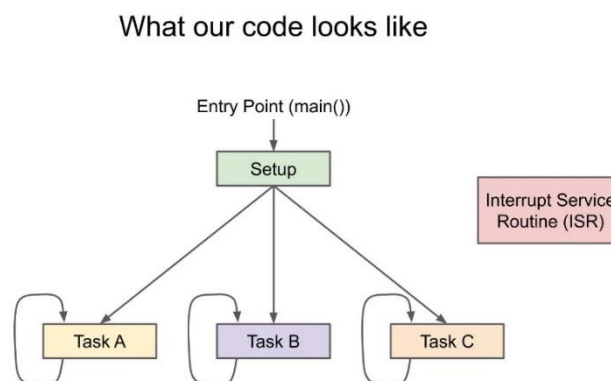 What our code looks like
Entry Point (main())
Setup
Interrupt Service
Routine (ISR)
Task A
Task B
Task C